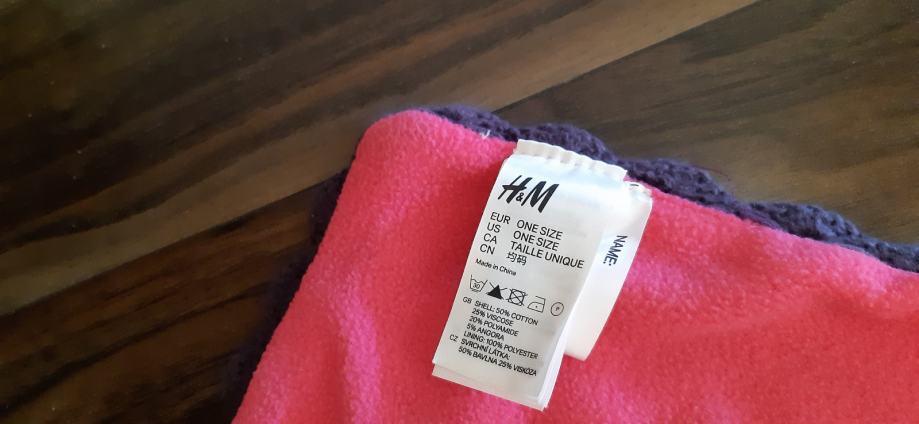 H&M
EUR ONE SIZE
US ONE SIZE
CA TAILLE UNIQUE
CN 均码
Made in China
30
P
GB SHELL: 50% COTTON
25% VISCOSE
20% POLYAMIDE
5% ANGORA
LINING: 100% POLYESTER
CZ SVRCHNÍ LÁTKA:
50% BAVLNA 25% VISKÓZA
NAME: